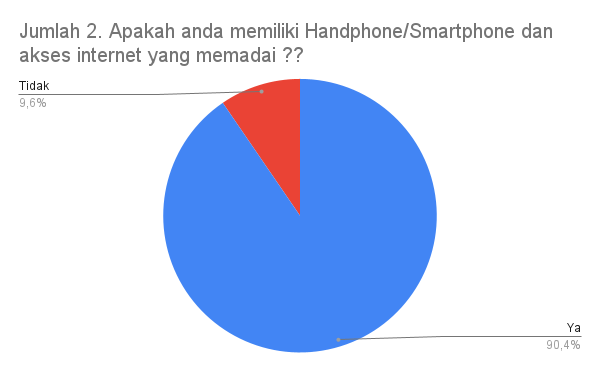 Jumlah 2. Apakah anda memiliki Handphone/Smartphone dan
akses internet yang memadai ??
Tidak
9,6%
Ya
90,4%